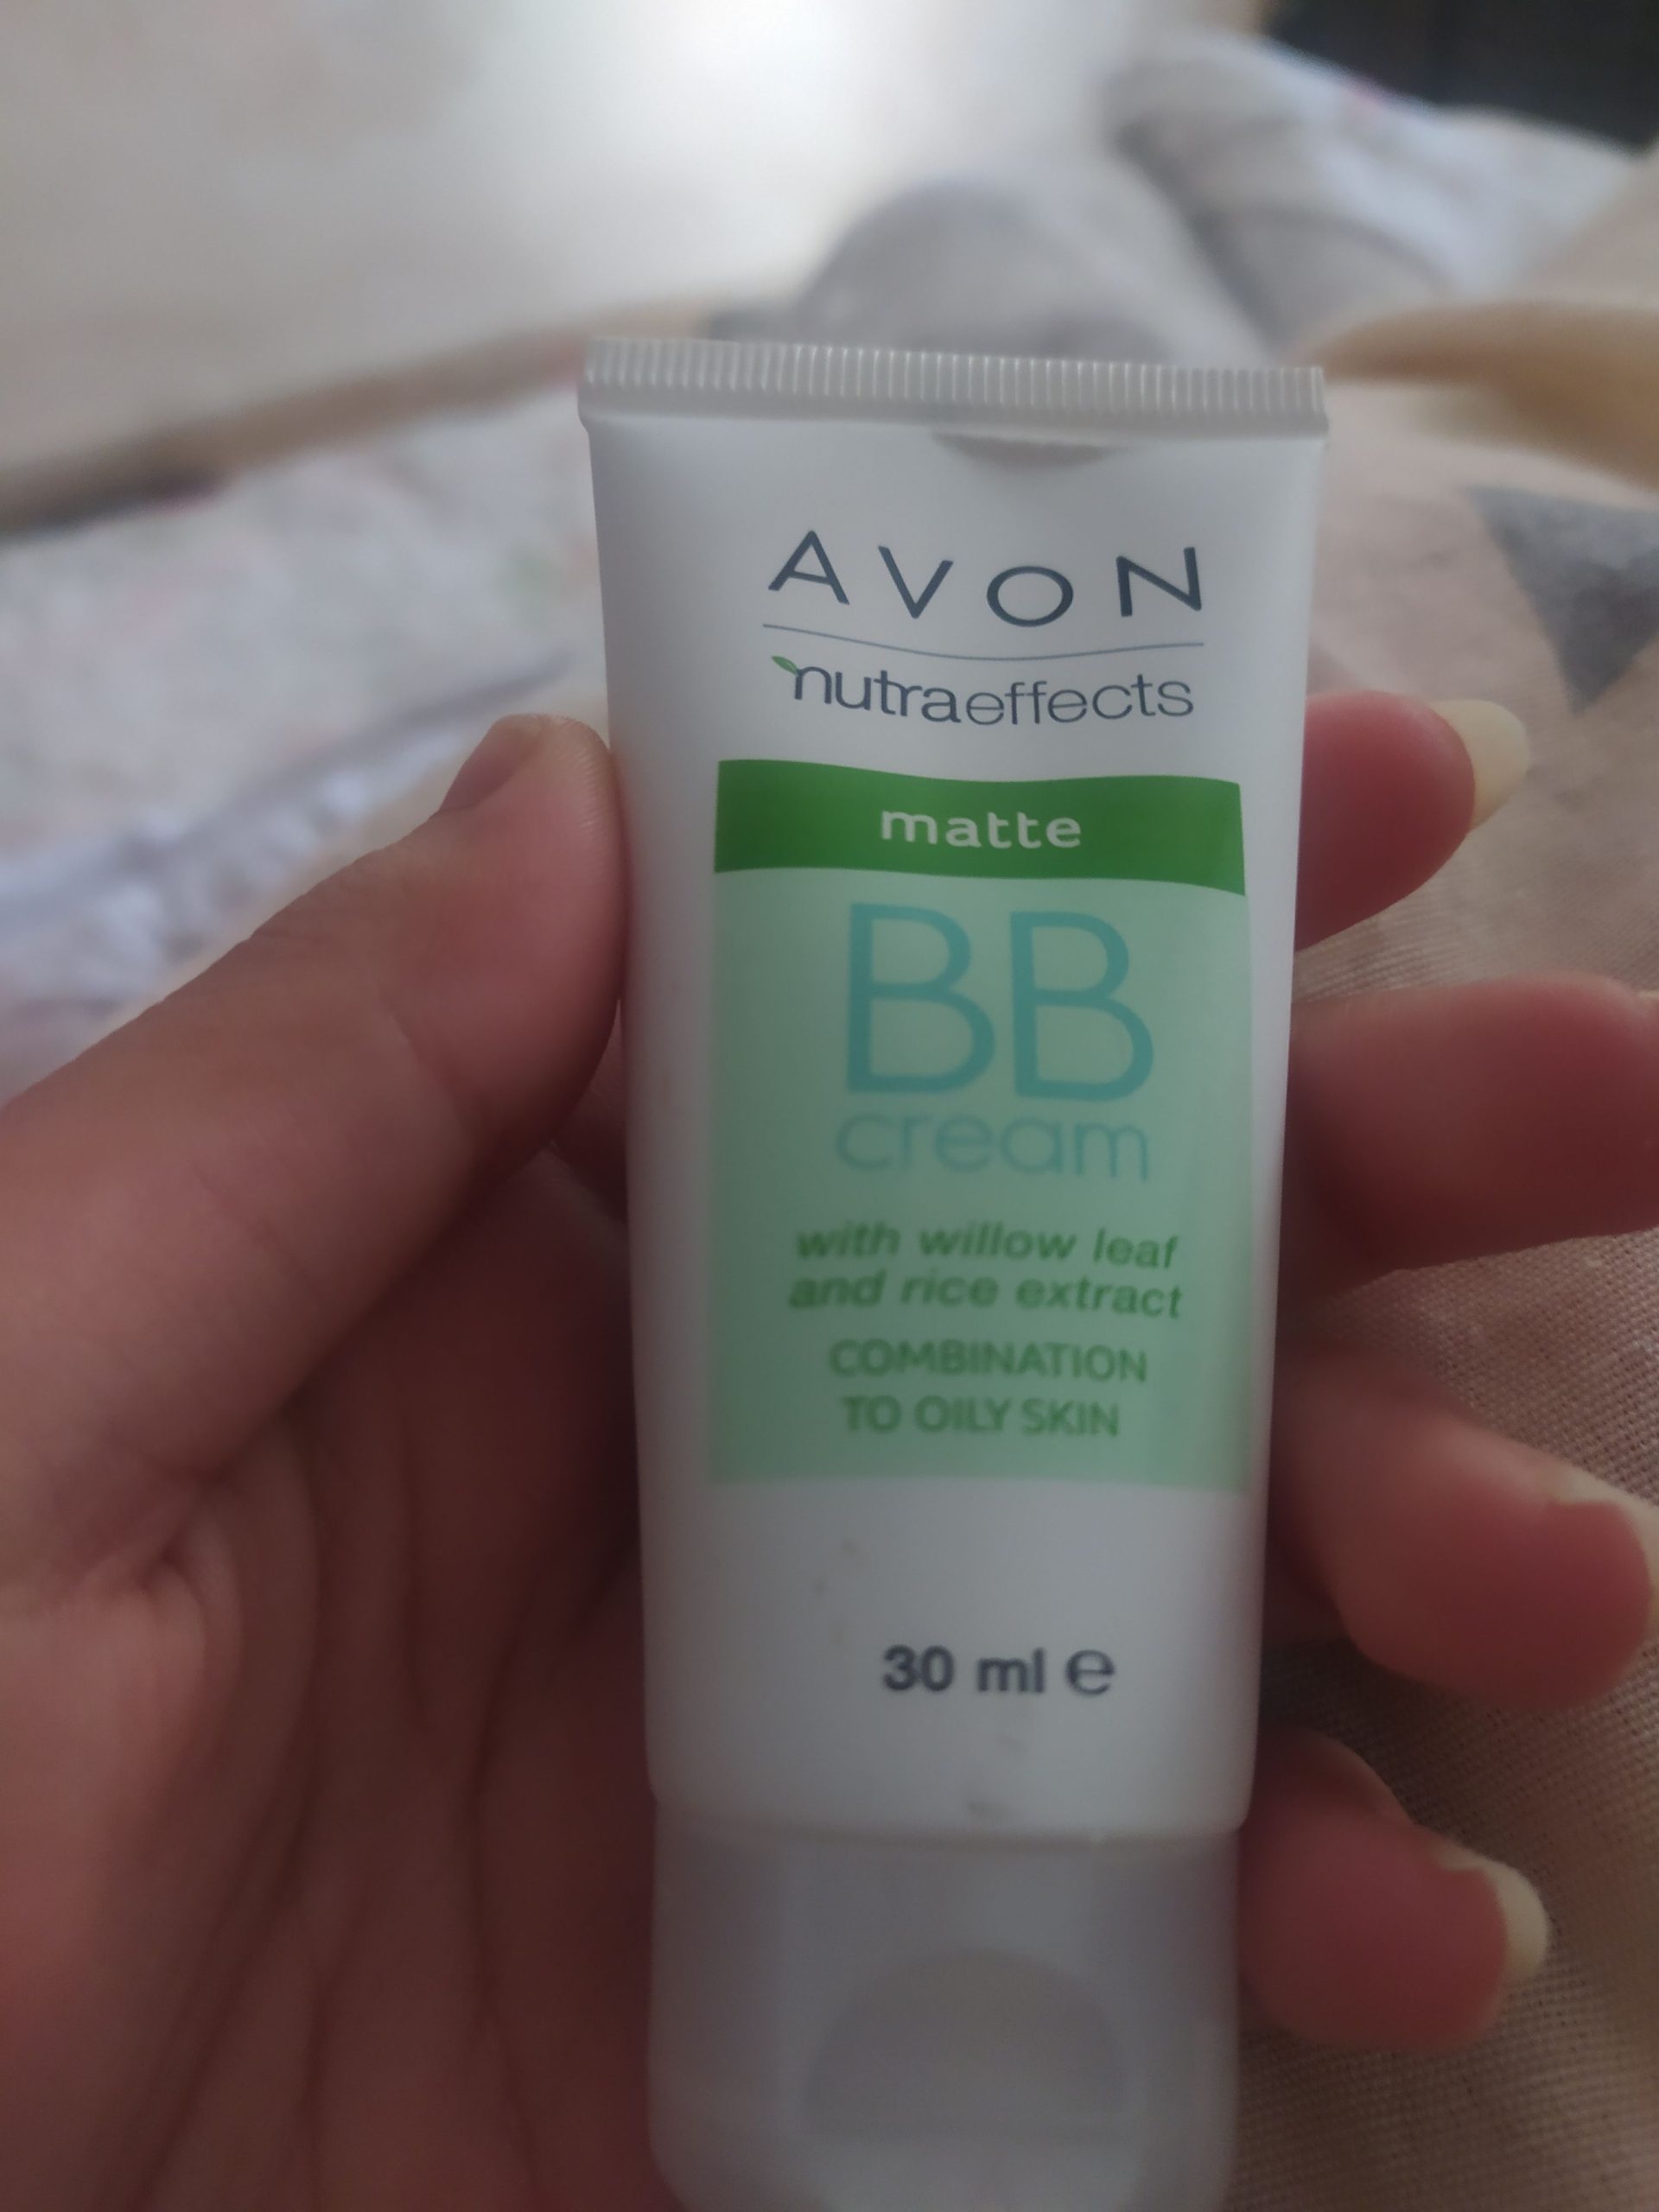 AVON
nutraeffects
matte
BB
cream
with willow leaf
and rice extract
COMBINATION
TO OILY SKIN
30 ml ℮